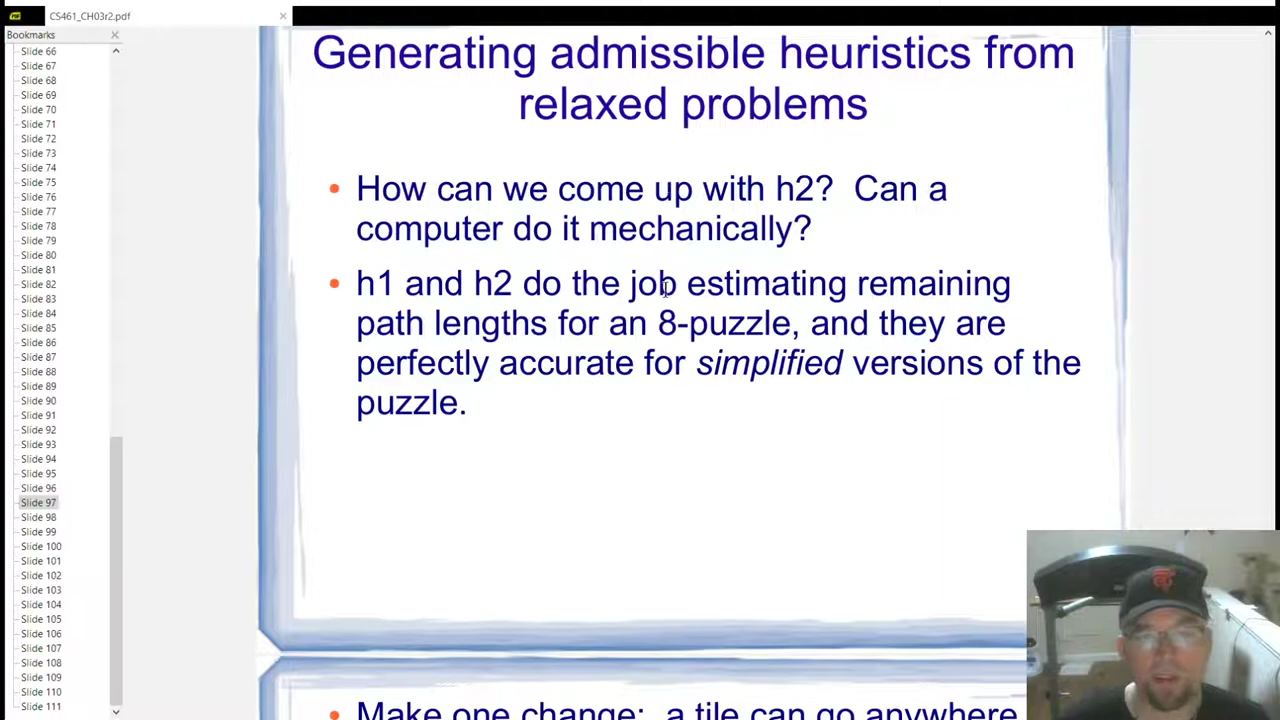 CS461_CH03r2.pdf
Bookmarks
Slide 66
Slide 67
Slide 68
Slide 69
Slide 70
Slide 71
Slide 72
Slide 73
Slide 74
Slide 75
Slide 76
Slide 77
Slide 78
Slide 79
Slide 80
Slide 81
Slide 82
Slide 83
Slide 84
Slide 85
Slide 86
Slide 87
Slide 88
Slide 89
Slide 90
Slide 91
Slide 92
Slide 93
Slide 94
Slide 95
Slide 96
Slide 97
Slide 98
Slide 99
Slide 100
Slide 101
Slide 102
Slide 103
Slide 104
Slide 105
Slide 106
Slide 107
Slide 108
Slide 109
Slide 110
Slide 111
Generating admissible heuristics from
relaxed problems
• How can we come up with h2? Can a
computer do it mechanically?
• h1 and h2 do the job estimating remaining
path lengths for an 8-puzzle, and they are
perfectly accurate for simplified versions of the
puzzle.
• Make one change: a tile can go anywhere